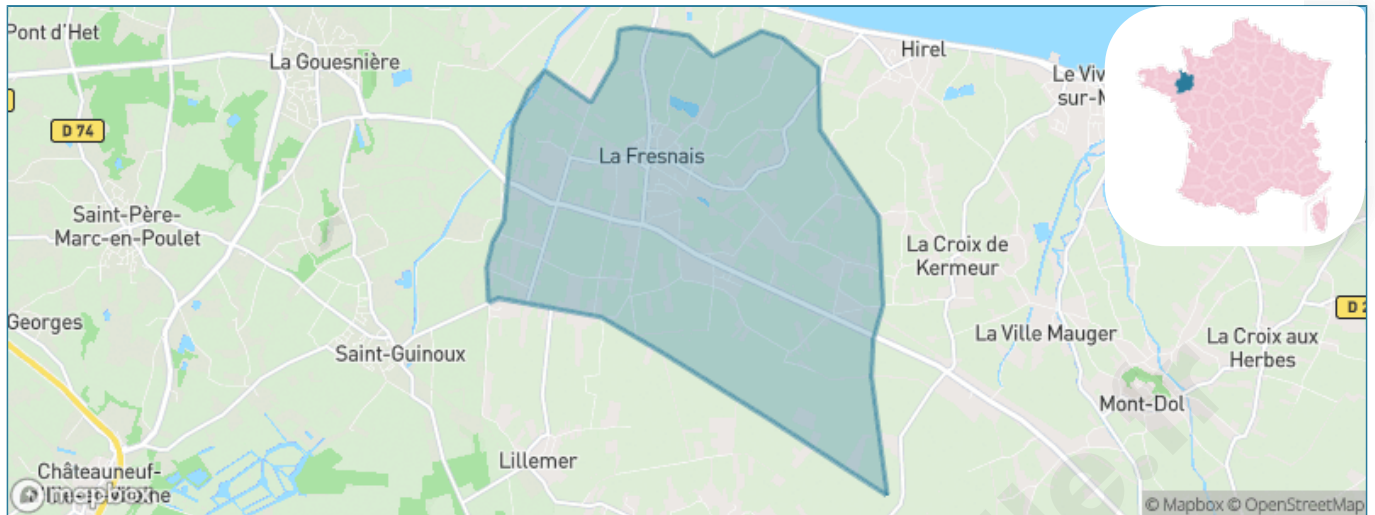 Pont d'Het
La Gouesnière
Hirel
Le Viv
sur-M
D 74
La Fresnais
Saint-Père-
Marc-en-Poulet
La Croix de
Kermeur
Georges
D 2
Saint-Guinoux
La Ville Mauger
La Croix aux
Herbes
Mont-Dol
Lillemer
Châteauneuf-
mapbox
© Mapbox © OpenStreetMap